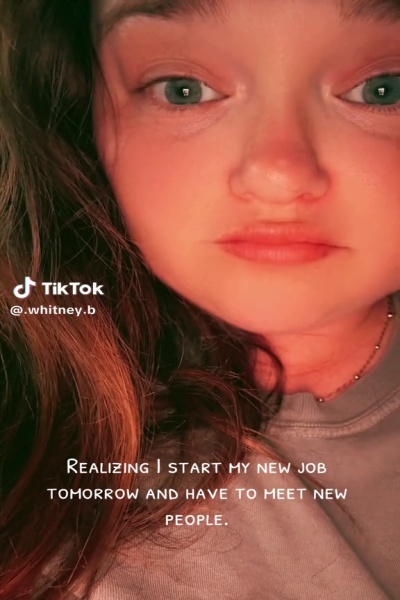 TikTok
@.whitney.b
Realizing I start my new job
tomorrow and have to meet new
people.